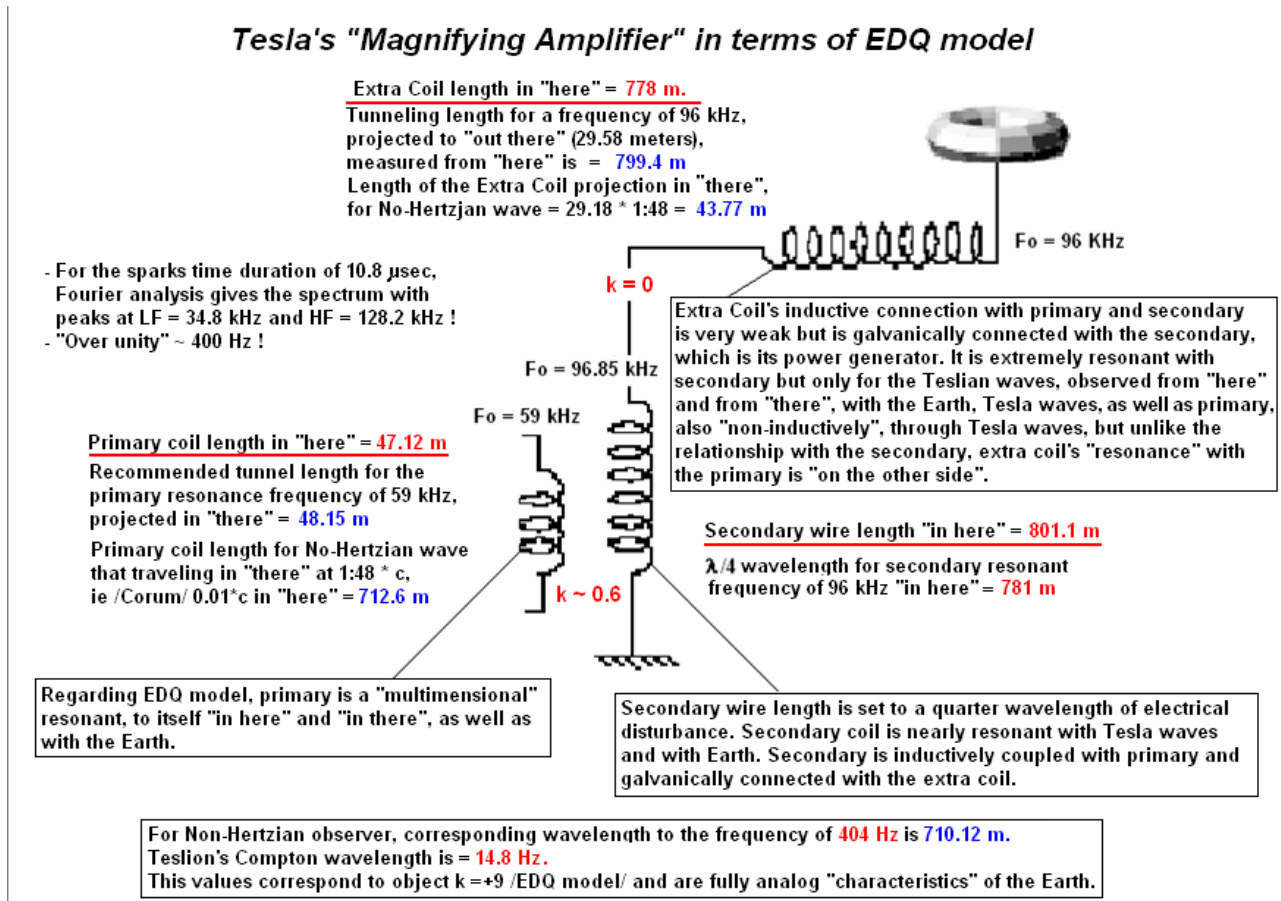 Tesla's "Magnifying Amplifier" in terms of EDQ model
Extra Coil length in "here" = 778 m.
Tunneling length for a frequency of 96 kHz,
projected to "out there" (29.58 meters),
measured from "here" is = 799.4 m
Length of the Extra Coil projection in "there",
for No-Hertzjan wave = 29.18 * 1:48 = 43.77 m
Fo = 96 KHz
- For the sparks time duration of 10.8 µsec,
Fourier analysis gives the spectrum with
peaks at LF = 34.8 kHz and HF = 128.2 kHz !
- "Over unity" ~ 400 Hz !
k = 0
Extra Coil's inductive connection with primary and secondary
is very weak but is galvanically connected with the secondary,
which is its power generator. It is extremely resonant with
secondary but only for the Teslian waves, observed from "here"
and from "there", with the Earth, Tesla waves, as well as primary,
also "non-inductively", through Tesla waves, but unlike the
relationship with the secondary, extra coil's "resonance" with
the primary is "on the other side".
Fo = 96.85 kHz
Fo = 59 kHz
Primary coil length in "here" = 47.12 m
Recommended tunnel length for the
primary resonance frequency of 59 kHz,
projected in "there" = 48.15 m
Primary coil length for No-Hertzian wave
that traveling in "there" at 1:48 * c,
ie /Corum/ 0.01*c in "here" = 712.6 m
k ~ 0.6
Secondary wire length "in here" = 801.1 m
λ/4 wavelength for secondary resonant
frequency of 96 kHz "in here" = 781 m
Regarding EDQ model, primary is a "multimensional"
resonant, to itself "in here" and "in there", as well as
with the Earth.
Secondary wire length is set to a quarter wavelength of electrical
disturbance. Secondary coil is nearly resonant with Tesla waves
and with Earth. Secondary is inductively coupled with primary and
galvanically connected with the extra coil.
For Non-Hertzian observer, corresponding wavelength to the frequency of 404 Hz is 710.12 m.
Teslion's Compton wavelength is = 14.8 Hz.
This values correspond to object k =+9 /EDQ model/ and are fully analog "characteristics" of the Earth.